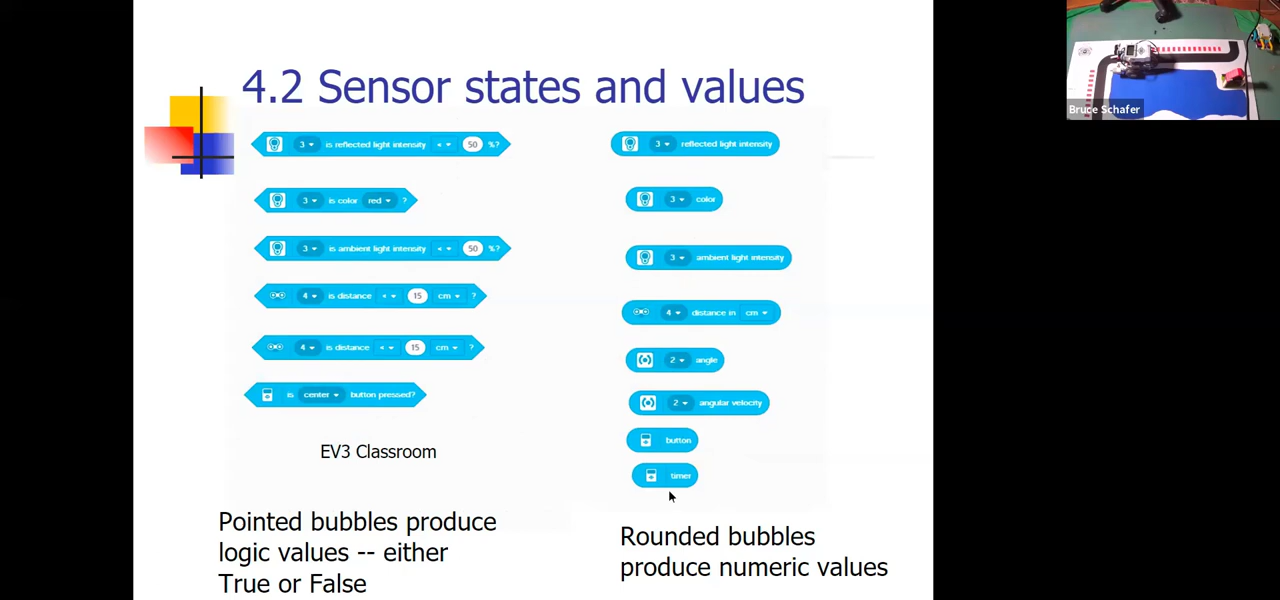 4.2 Sensor states and values
3 is reflected light intensity < 50 %?
3 is color red ?
3 is ambient light intensity < 50 %?
4 is distance < 15 cm ?
4 is distance < 15 cm ?
is center button pressed?
EV3 Classroom
Pointed bubbles produce
logic values -- either
True or False
3 reflected light intensity
3 color
3 ambient light intensity
4 distance in cm
2 angle
2 angular velocity
button
timer
Rounded bubbles
produce numeric values
Bruce Schafer